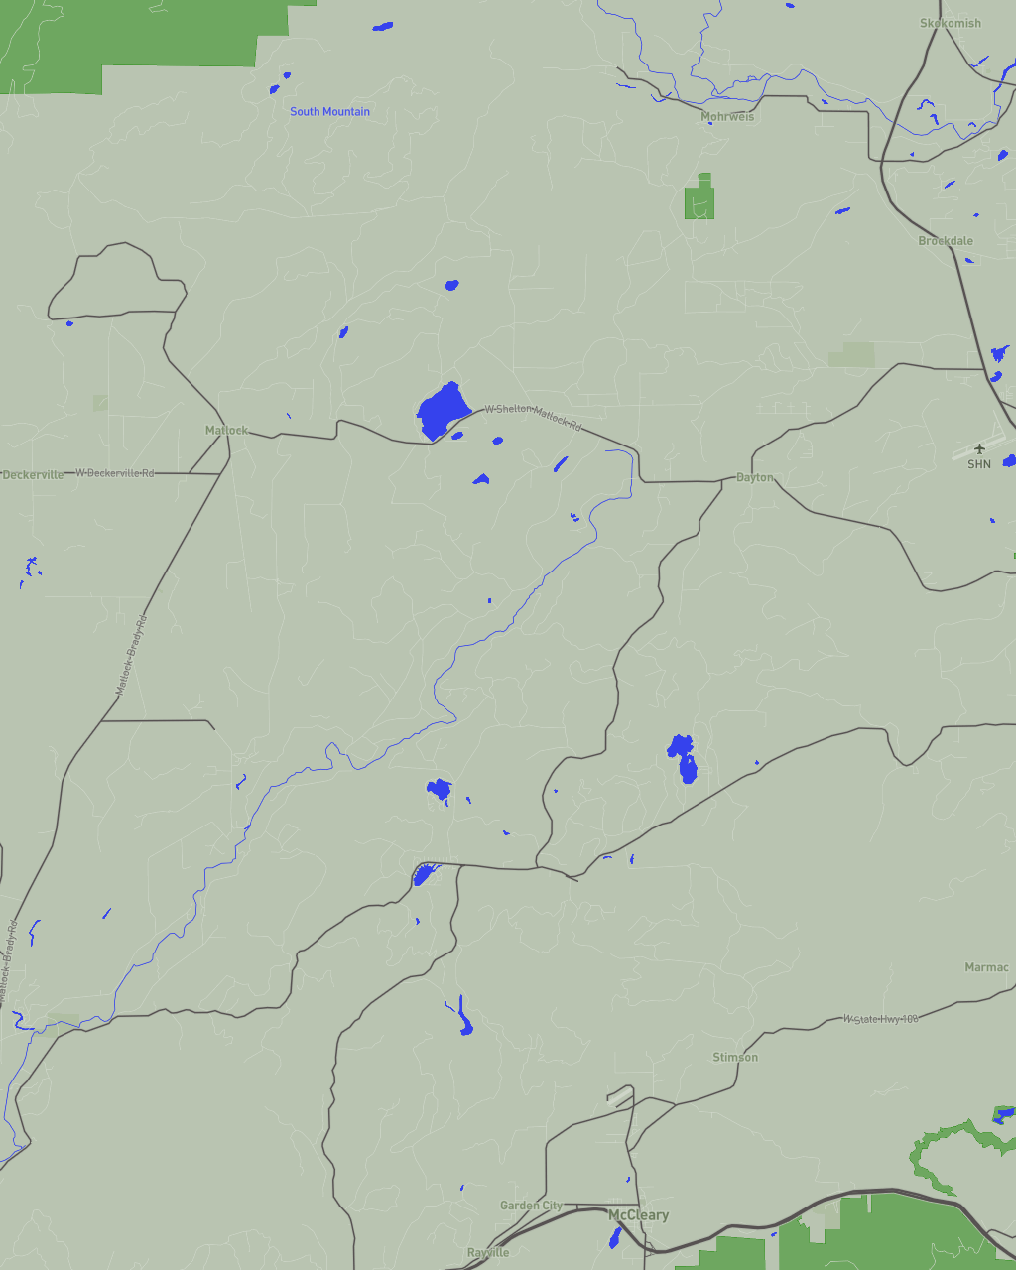 Skokomish
South Mountain
Mohrweis
Brockdale
W Shelton Matlock Rd
Matlock
SHN
W Deckerville Rd
Deckerville
Dayton
Matlock-Brady Rd
Matlock-Brady Rd
Marmac
W State Hwy 108
Stimson
Garden City
McCleary
Rayville